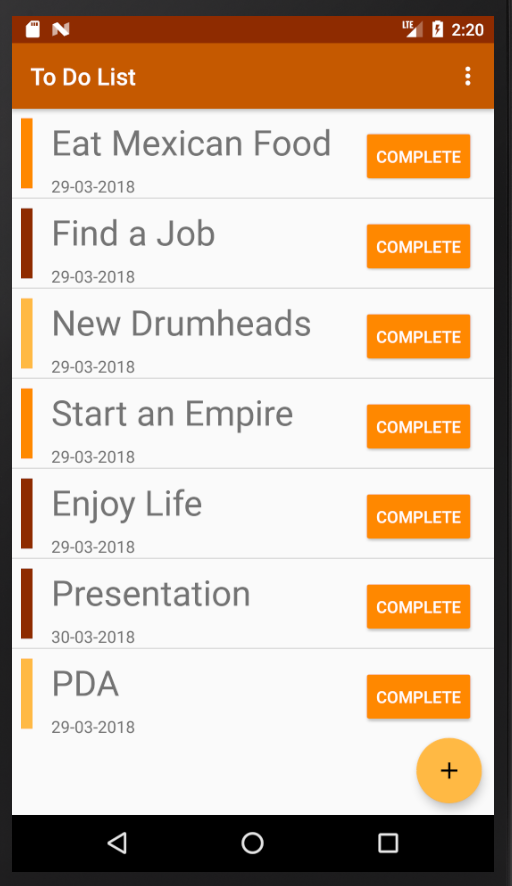 LTE 2:20
To Do List
Eat Mexican Food
COMPLETE
29-03-2018
Find a Job
COMPLETE
29-03-2018
New Drumheads
COMPLETE
29-03-2018
Start an Empire
COMPLETE
29-03-2018
Enjoy Life
COMPLETE
29-03-2018
Presentation
COMPLETE
30-03-2018
PDA
COMPLETE
29-03-2018
+